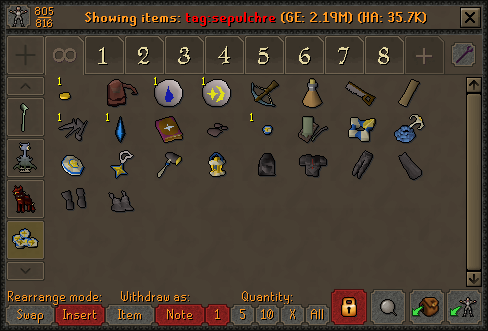 805
816
Showing items: tag:sepulchre (GE: 2.19M) (HA: 35.7K)
∞ 1 2 3 4 5 6 7 8 +
1 1 1
1 1 1
Rearrange mode: Withdraw as: Quantity:
Swap Insert Item Note 1 5 10 X All